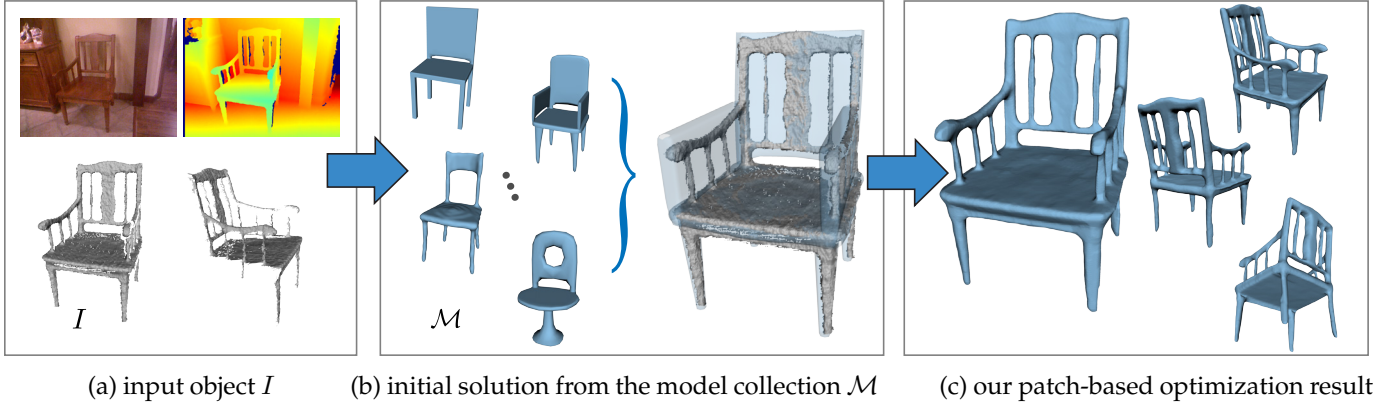 I
M
(a) input object I
(b) initial solution from the model collection M
(c) our patch-based optimization result